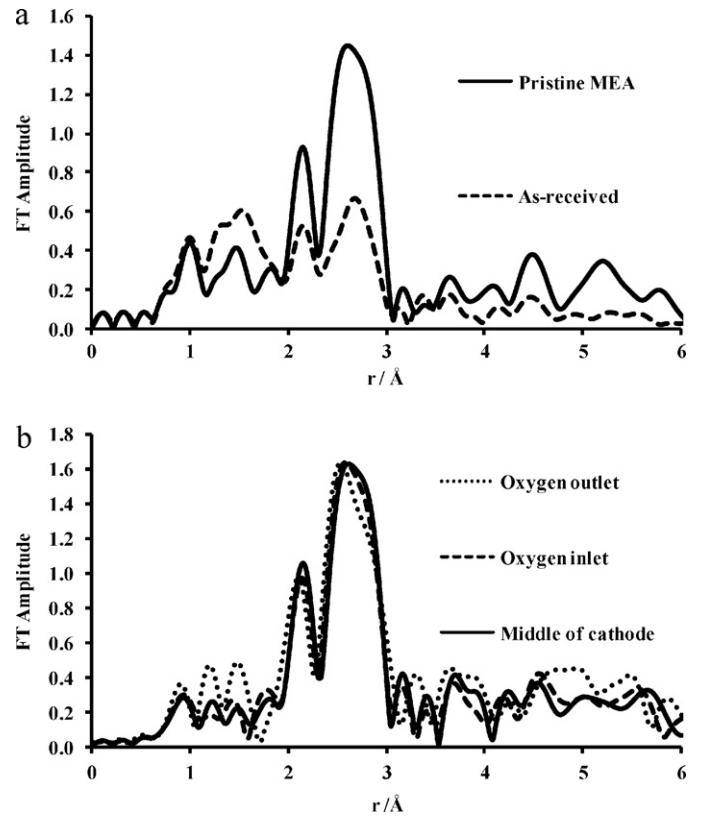 a
1.6
1.4
1.2
1.0
0.8
0.6
0.4
0.2
0.0
FT Amplitude
Pristine MEA
As-received
0 1 2 3 4 5 6
r / Å
b
1.8
1.6
1.4
1.2
1.0
0.8
0.6
0.4
0.2
0.0
FT Amplitude
Oxygen outlet
Oxygen inlet
Middle of cathode
0 1 2 3 4 5 6
r /Å